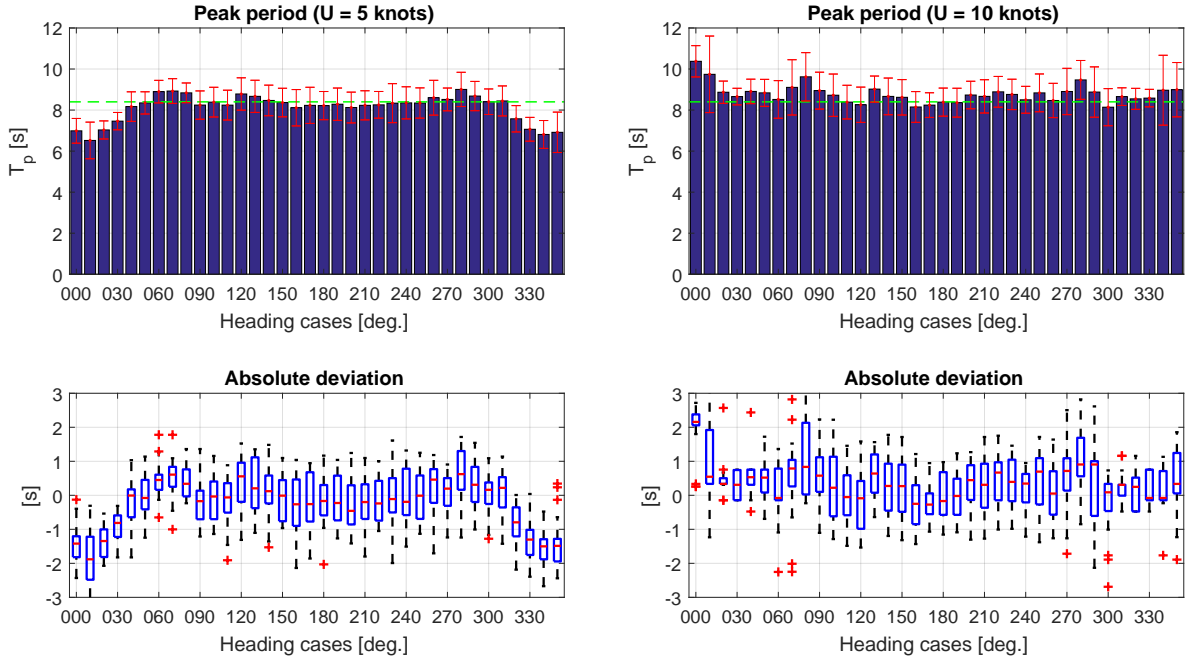 Peak period (U = 5 knots)
12
10
8
6
4
2
0
T_p [s]
000 030 060 090 120 150 180 210 240 270 300 330
Heading cases [deg.]
Peak period (U = 10 knots)
12
10
8
6
4
2
0
T_p [s]
000 030 060 090 120 150 180 210 240 270 300 330
Heading cases [deg.]
Absolute deviation
3
2
1
0
-1
-2
-3
[s]
000 030 060 090 120 150 180 210 240 270 300 330
Heading cases [deg.]
Absolute deviation
3
2
1
0
-1
-2
-3
[s]
000 030 060 090 120 150 180 210 240 270 300 330
Heading cases [deg.]